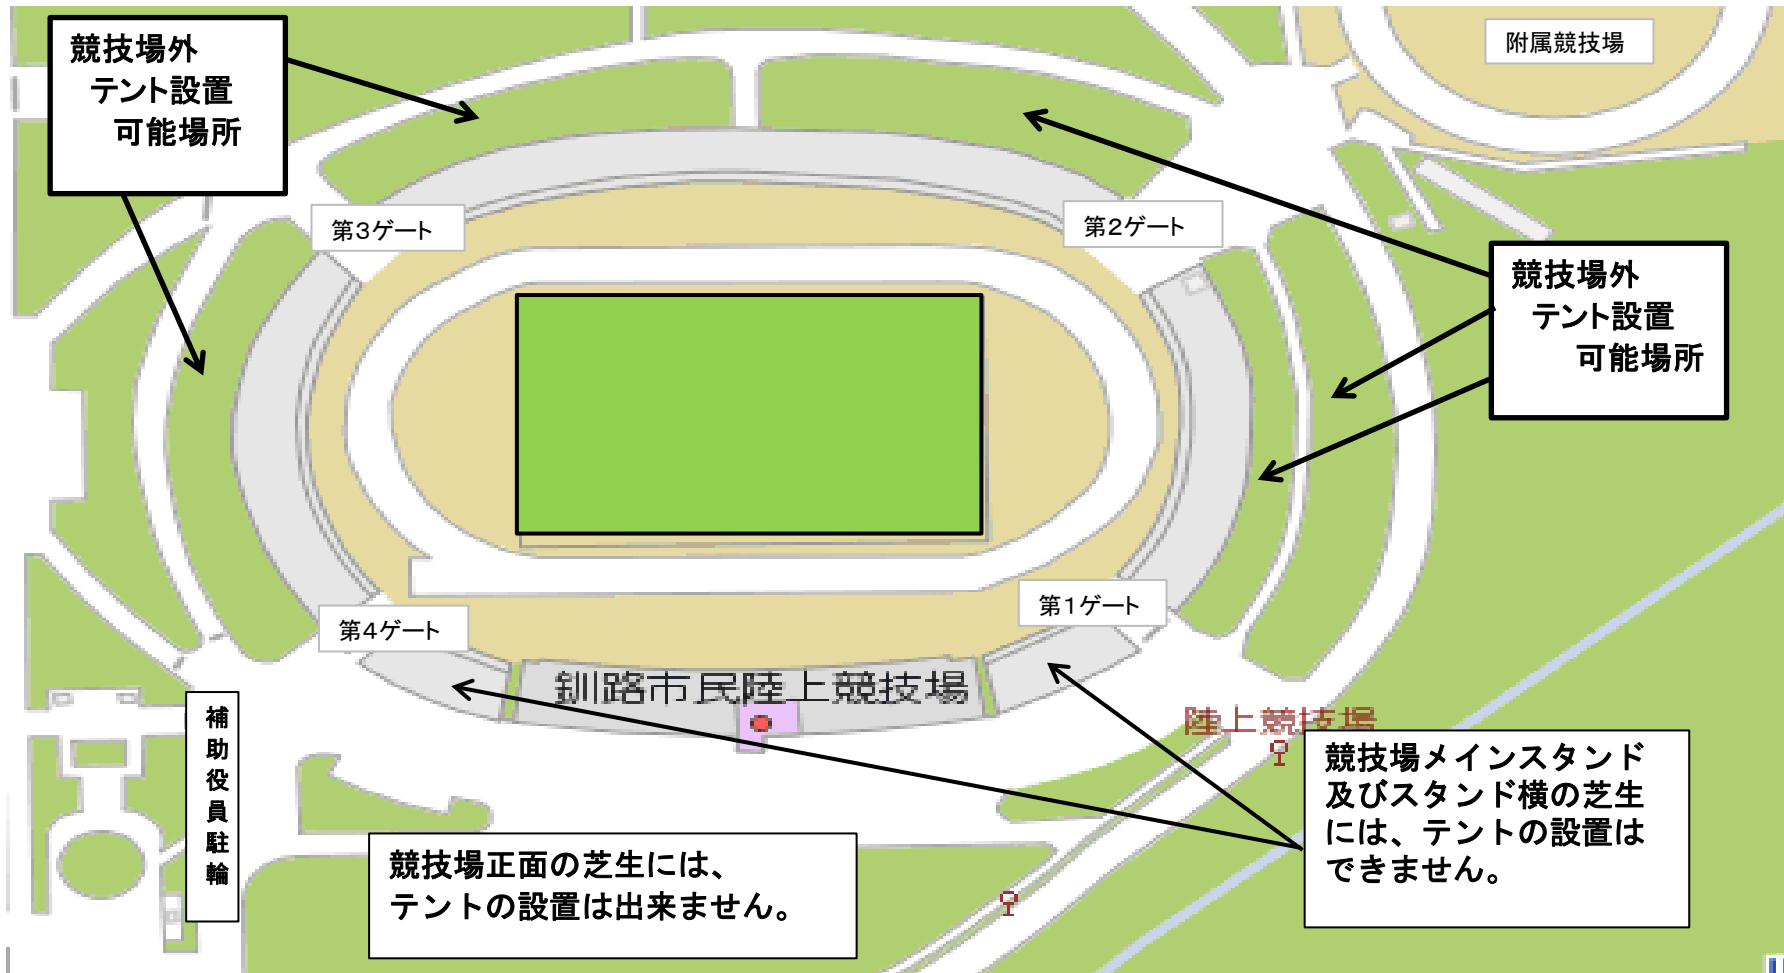 競技場外
テント設置
可能場所
附属競技場
第3ゲート
第2ゲート
競技場外
テント設置
可能場所
第1ゲート
第4ゲート
釧路市民陸上競技場
陸上競技場
補助役員駐輪
競技場メインスタンド
及びスタンド横の芝生
には、テントの設置は
できません。
競技場正面の芝生には、
テントの設置は出来ません。